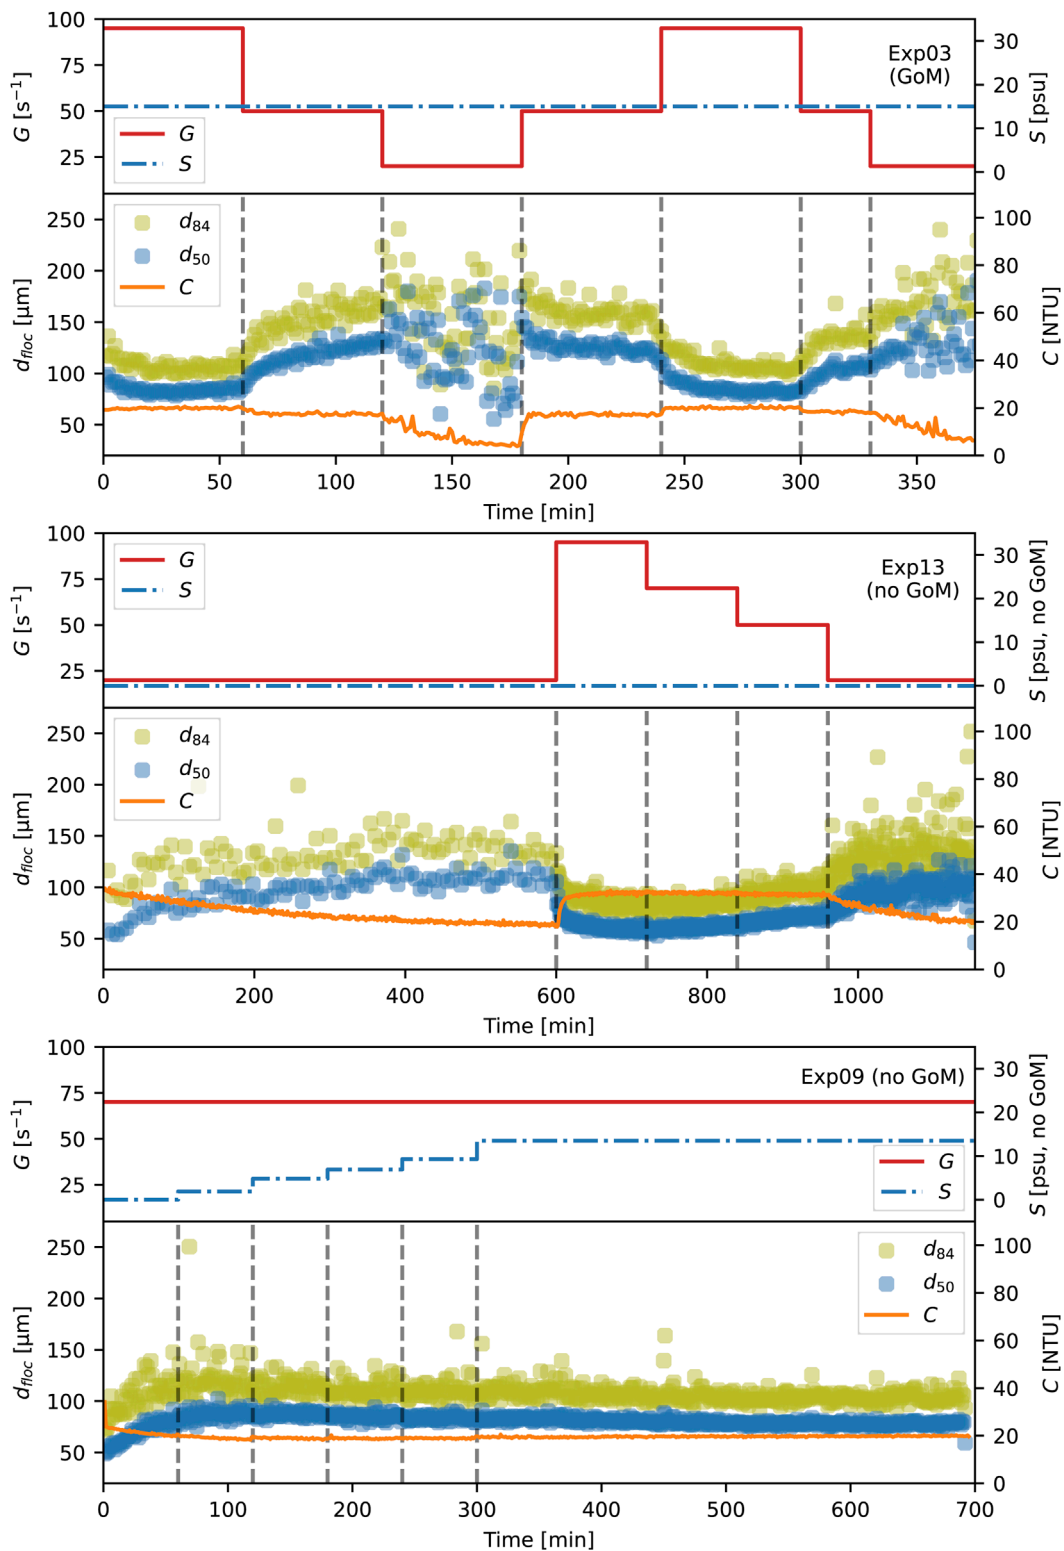 100
75
50
25
G [s⁻¹]
G
S
Exp03
(GoM)
30
20
10
0
S [psu]
250
200
150
100
50
d_floc [μm]
d₈₄
d₅₀
C
100
80
60
40
20
0
C [NTU]
0 50 100 150 200 250 300 350
Time [min]
100
75
50
25
G [s⁻¹]
G
S
Exp13
(no GoM)
30
20
10
0
S [psu, no GoM]
250
200
150
100
50
d_floc [μm]
d₈₄
d₅₀
C
100
80
60
40
20
0
C [NTU]
0 200 400 600 800 1000
Time [min]
100
75
50
25
G [s⁻¹]
Exp09 (no GoM)
G
S
30
20
10
0
S [psu, no GoM]
250
200
150
100
50
d_floc [μm]
d₈₄
d₅₀
C
100
80
60
40
20
0
C [NTU]
0 100 200 300 400 500 600 700
Time [min]